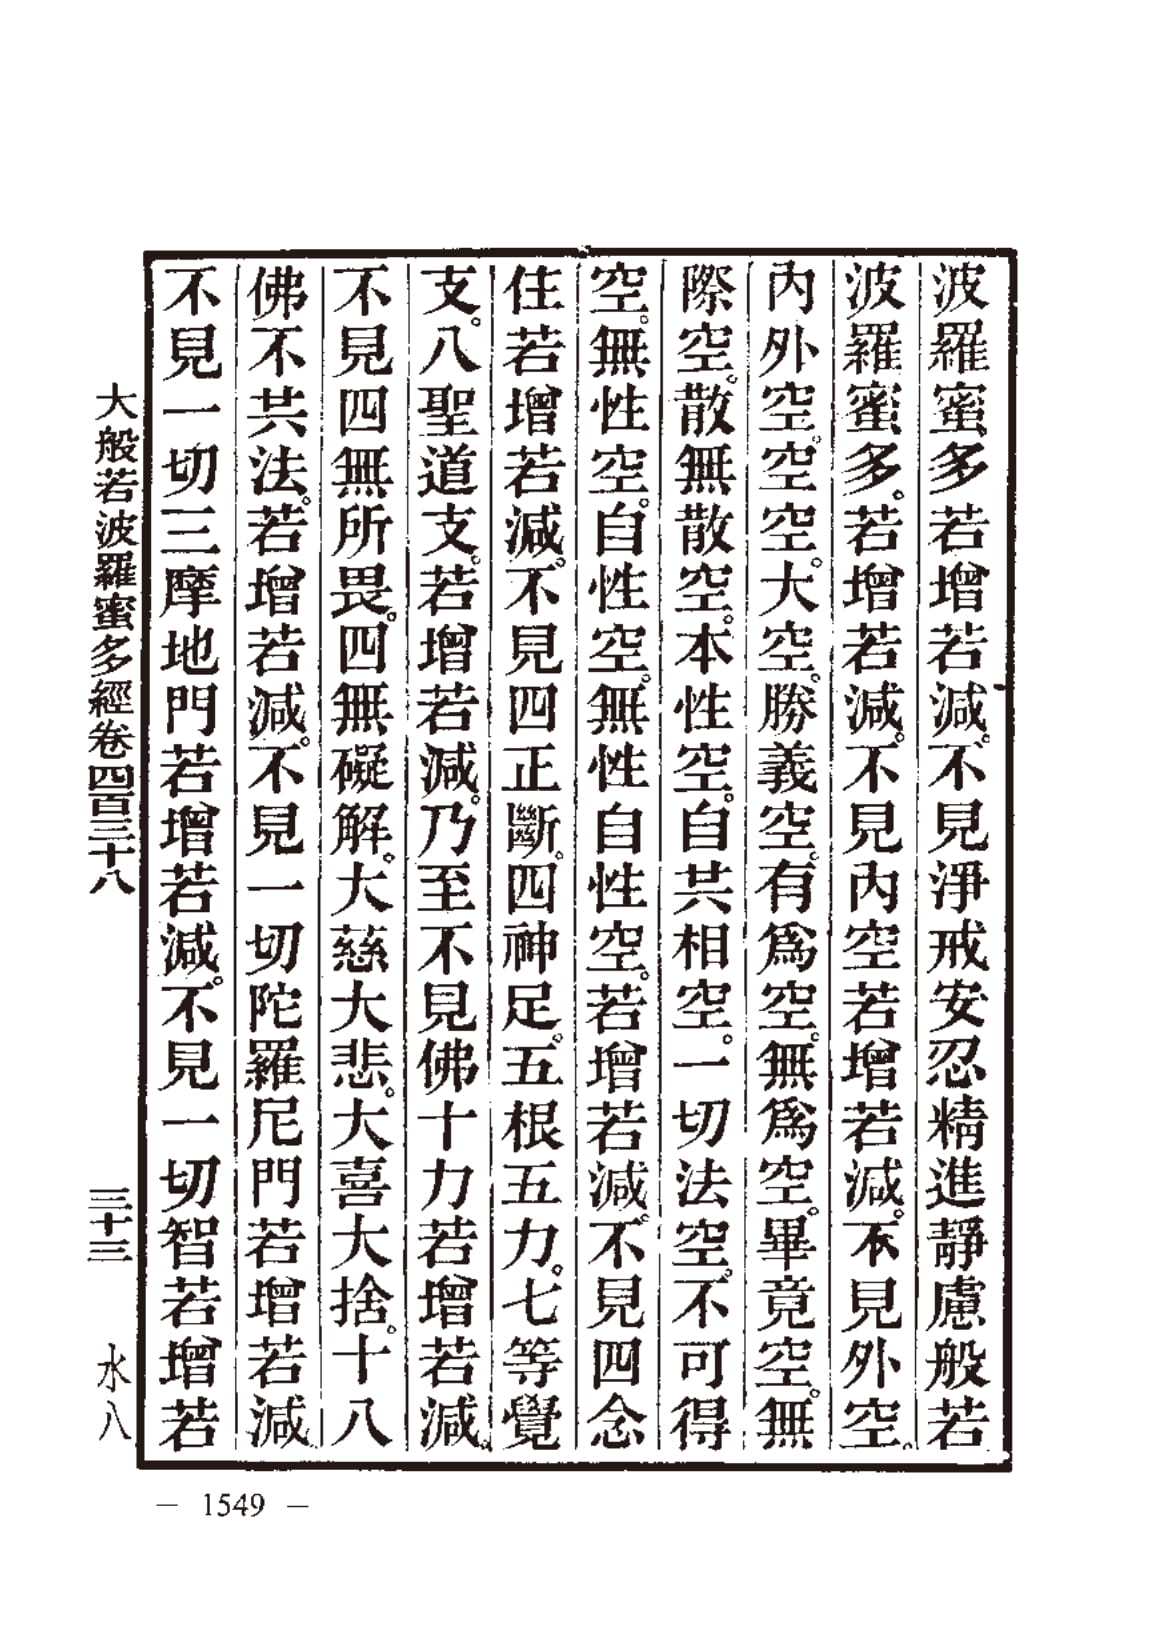 波羅蜜多若增若減。不見淨戒安忍精進靜慮般若
波羅蜜多。若增若減。不見內空若增若減。不見外空。
內外空。空空。大空。勝義空。有爲空。無爲空。畢竟空。無
際空。散無散空。本性空。自共相空。一切法空。不可得
空。無性空。自性空。無性自性空。若增若減。不見四念
住若增若減。不見四正斷。四神足。五根五力。七等覺
支。八聖道支。若增若減。乃至不見佛十力若增若減。
不見四無所畏。四無礙解。大慈大悲。大喜大捨。十八
佛不共法。若增若減。不見一切陀羅尼門若增若減
不見一切三摩地門若增若減。不見一切智若增若
大般若波羅蜜多經卷四百三十八 三十三 水八
— 1549 —